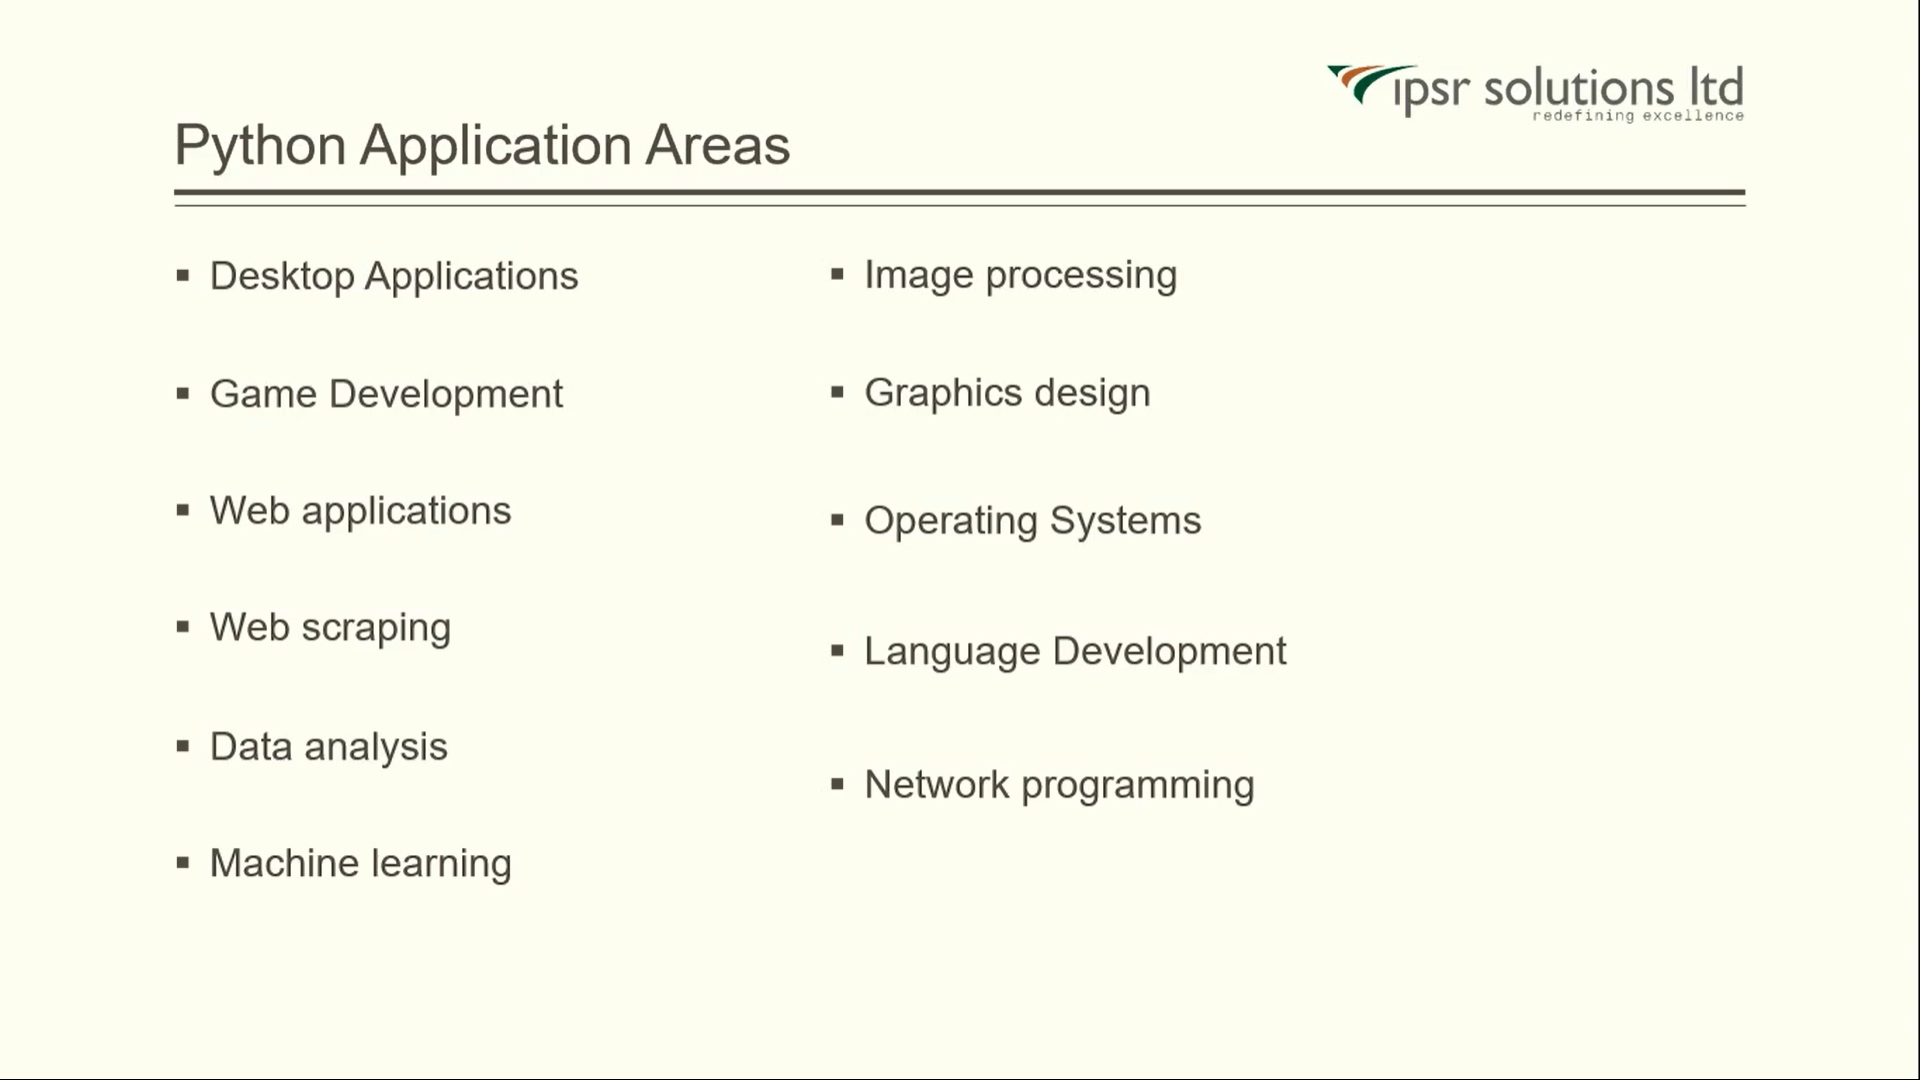 ipsr solutions ltd
redefining excellence
Python Application Areas
Desktop Applications
Game Development
Web applications
Web scraping
Data analysis
Machine learning
Image processing
Graphics design
Operating Systems
Language Development
Network programming